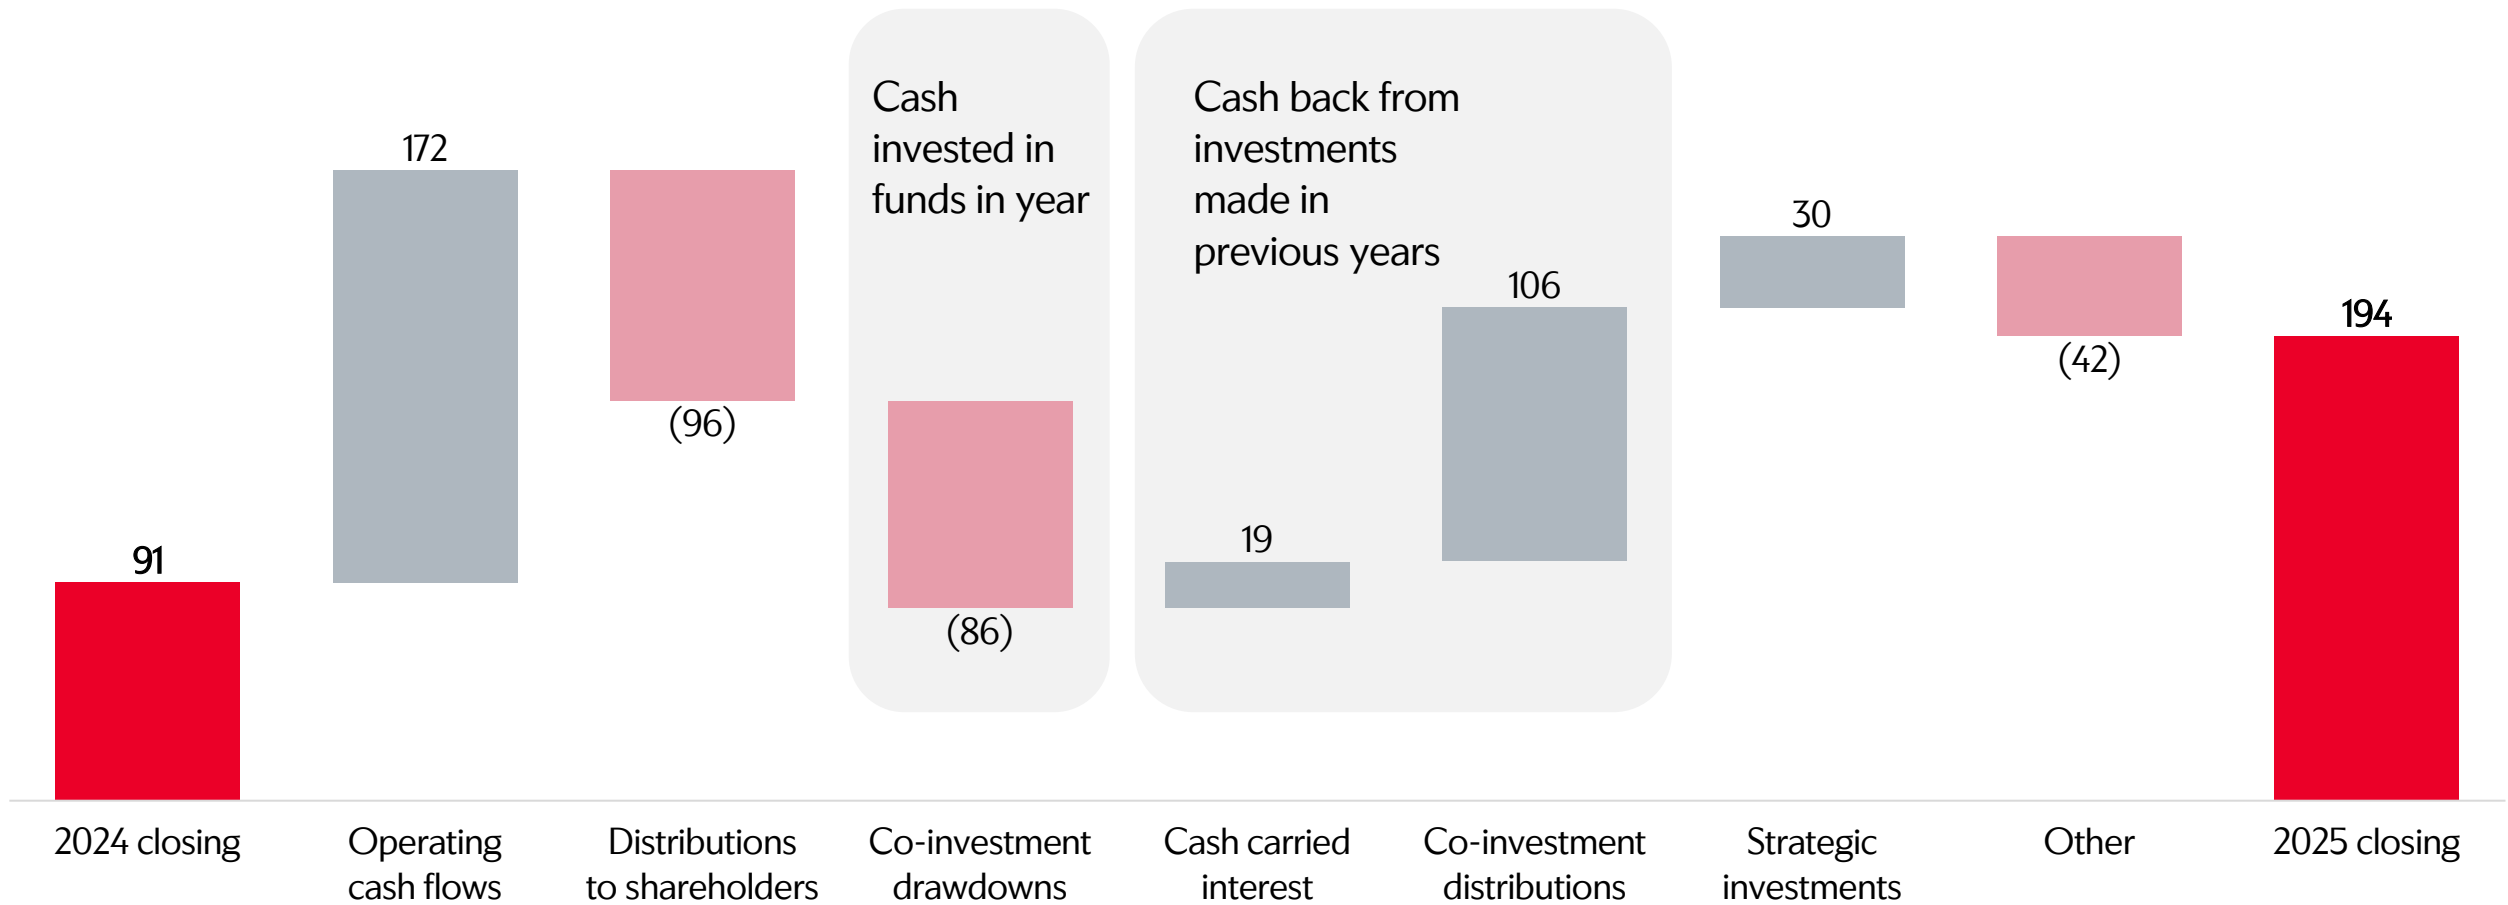 Cash
invested in
funds in year
Cash back from
investments
made in
previous years
91
172
(96)
(86)
19
106
30
(42)
194
2024 closing
Operating
cash flows
Distributions
to shareholders
Co-investment
drawdowns
Cash carried
interest
Co-investment
distributions
Strategic
investments
Other
2025 closing